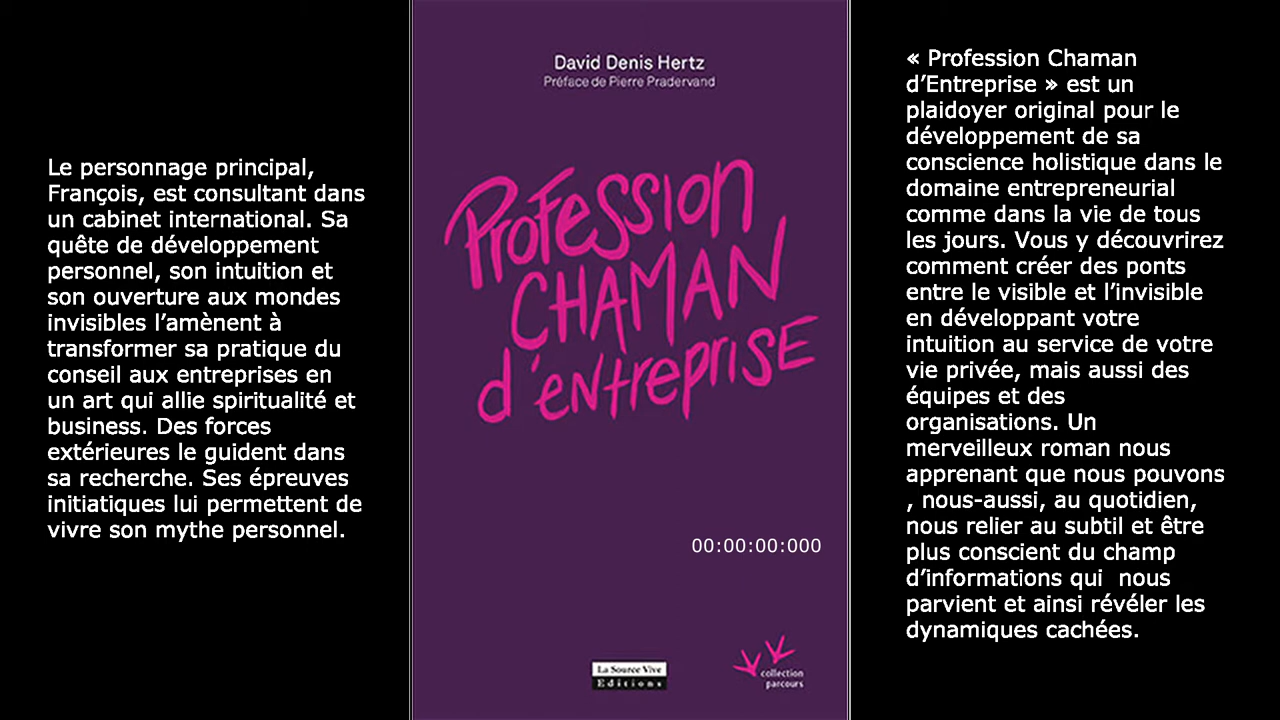 Le personnage principal,
François, est consultant dans
un cabinet international. Sa
quête de développement
personnel, son intuition et
son ouverture aux mondes
invisibles l’amènent à
transformer sa pratique du
conseil aux entreprises en
un art qui allie spiritualité et
business. Des forces
extérieures le guident dans
sa recherche. Ses épreuves
initiatiques lui permettent de
vivre son mythe personnel.
David Denis Hertz
Préface de Pierre Pradervand
Profession
CHAMAN
d'entreprise
00:00:00:000
La Source Vive
Editions
collection
parcours
« Profession Chaman
d’Entreprise » est un
plaidoyer original pour le
développement de sa
conscience holistique dans le
domaine entrepreneurial
comme dans la vie de tous
les jours. Vous y découvrirez
comment créer des ponts
entre le visible et l’invisible
en développant votre
intuition au service de votre
vie privée, mais aussi des
équipes et des
organisations. Un
merveilleux roman nous
apprenant que nous pouvons
, nous-aussi, au quotidien,
nous relier au subtil et être
plus conscient du champ
d’informations qui  nous
parvient et ainsi révéler les
dynamiques cachées.